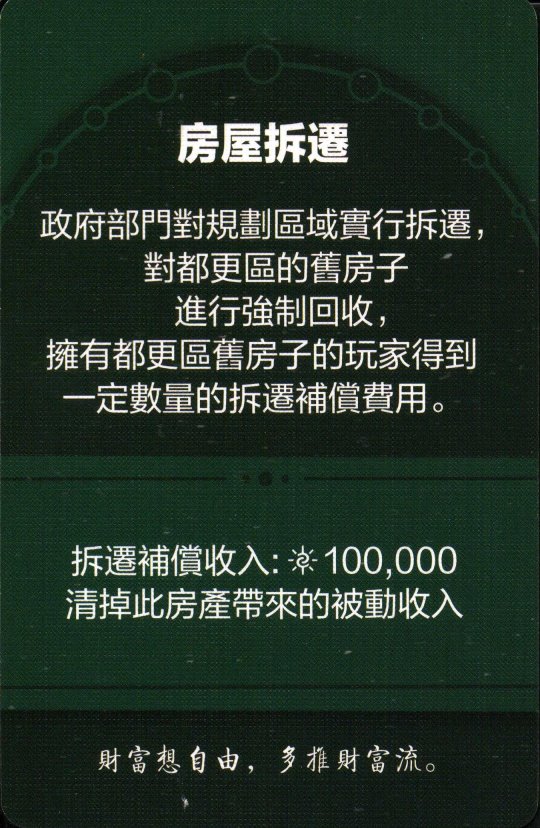 房屋拆遷
政府部門對規劃區域實行拆遷，
對都更區的舊房子
進行強制回收，
擁有都更區舊房子的玩家得到
一定數量的拆遷補償費用。
拆遷補償收入: 100,000
清掉此房產帶來的被動收入
財富想自由，多推財富流。